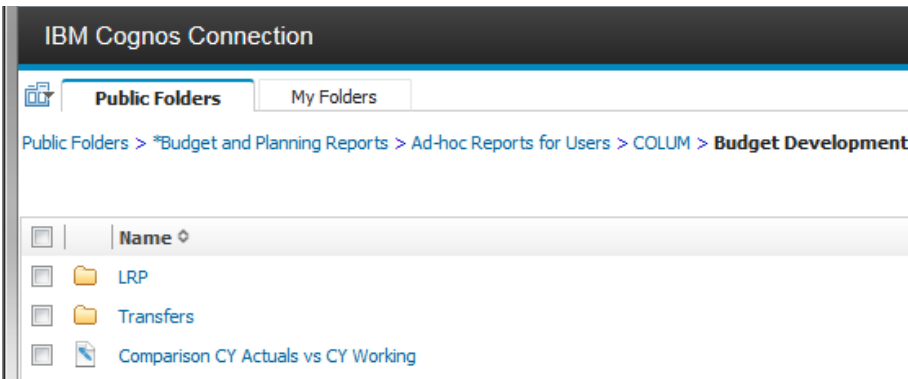 IBM Cognos Connection
Public Folders My Folders
Public Folders > *Budget and Planning Reports > Ad-hoc Reports for Users > COLUM > Budget Development
Name
LRP
Transfers
Comparison CY Actuals vs CY Working